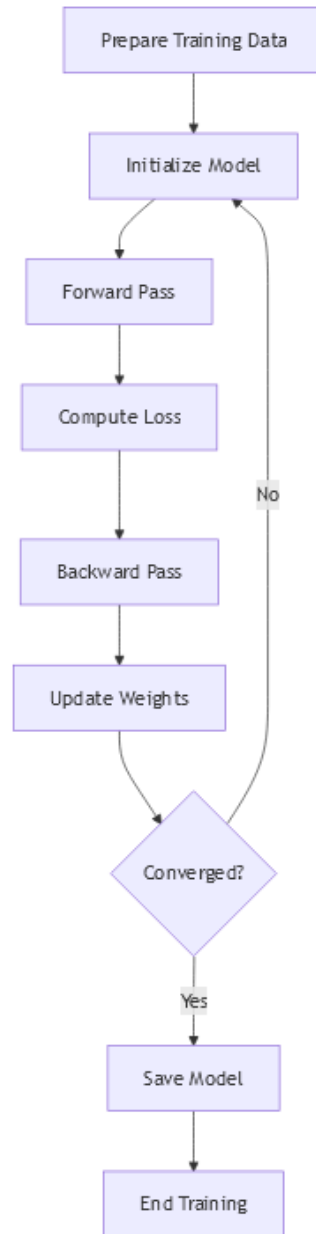 Prepare Training Data
Initialize Model
Forward Pass
Compute Loss
No
Backward Pass
Update Weights
Converged?
Yes
Save Model
End Training